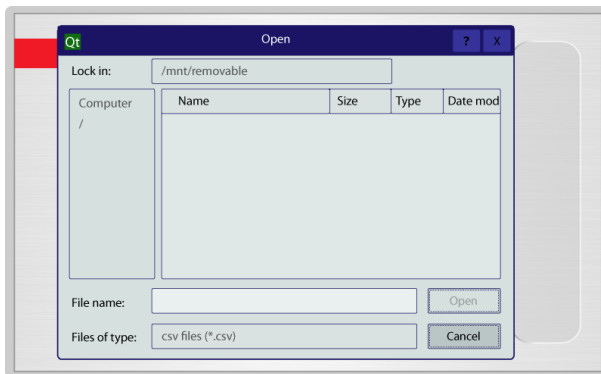 Qt Open ? X
Lock in: /mnt/removable
Computer
/
Name Size Type Date mod
File name: Open
Files of type: csv files (*.csv) Cancel